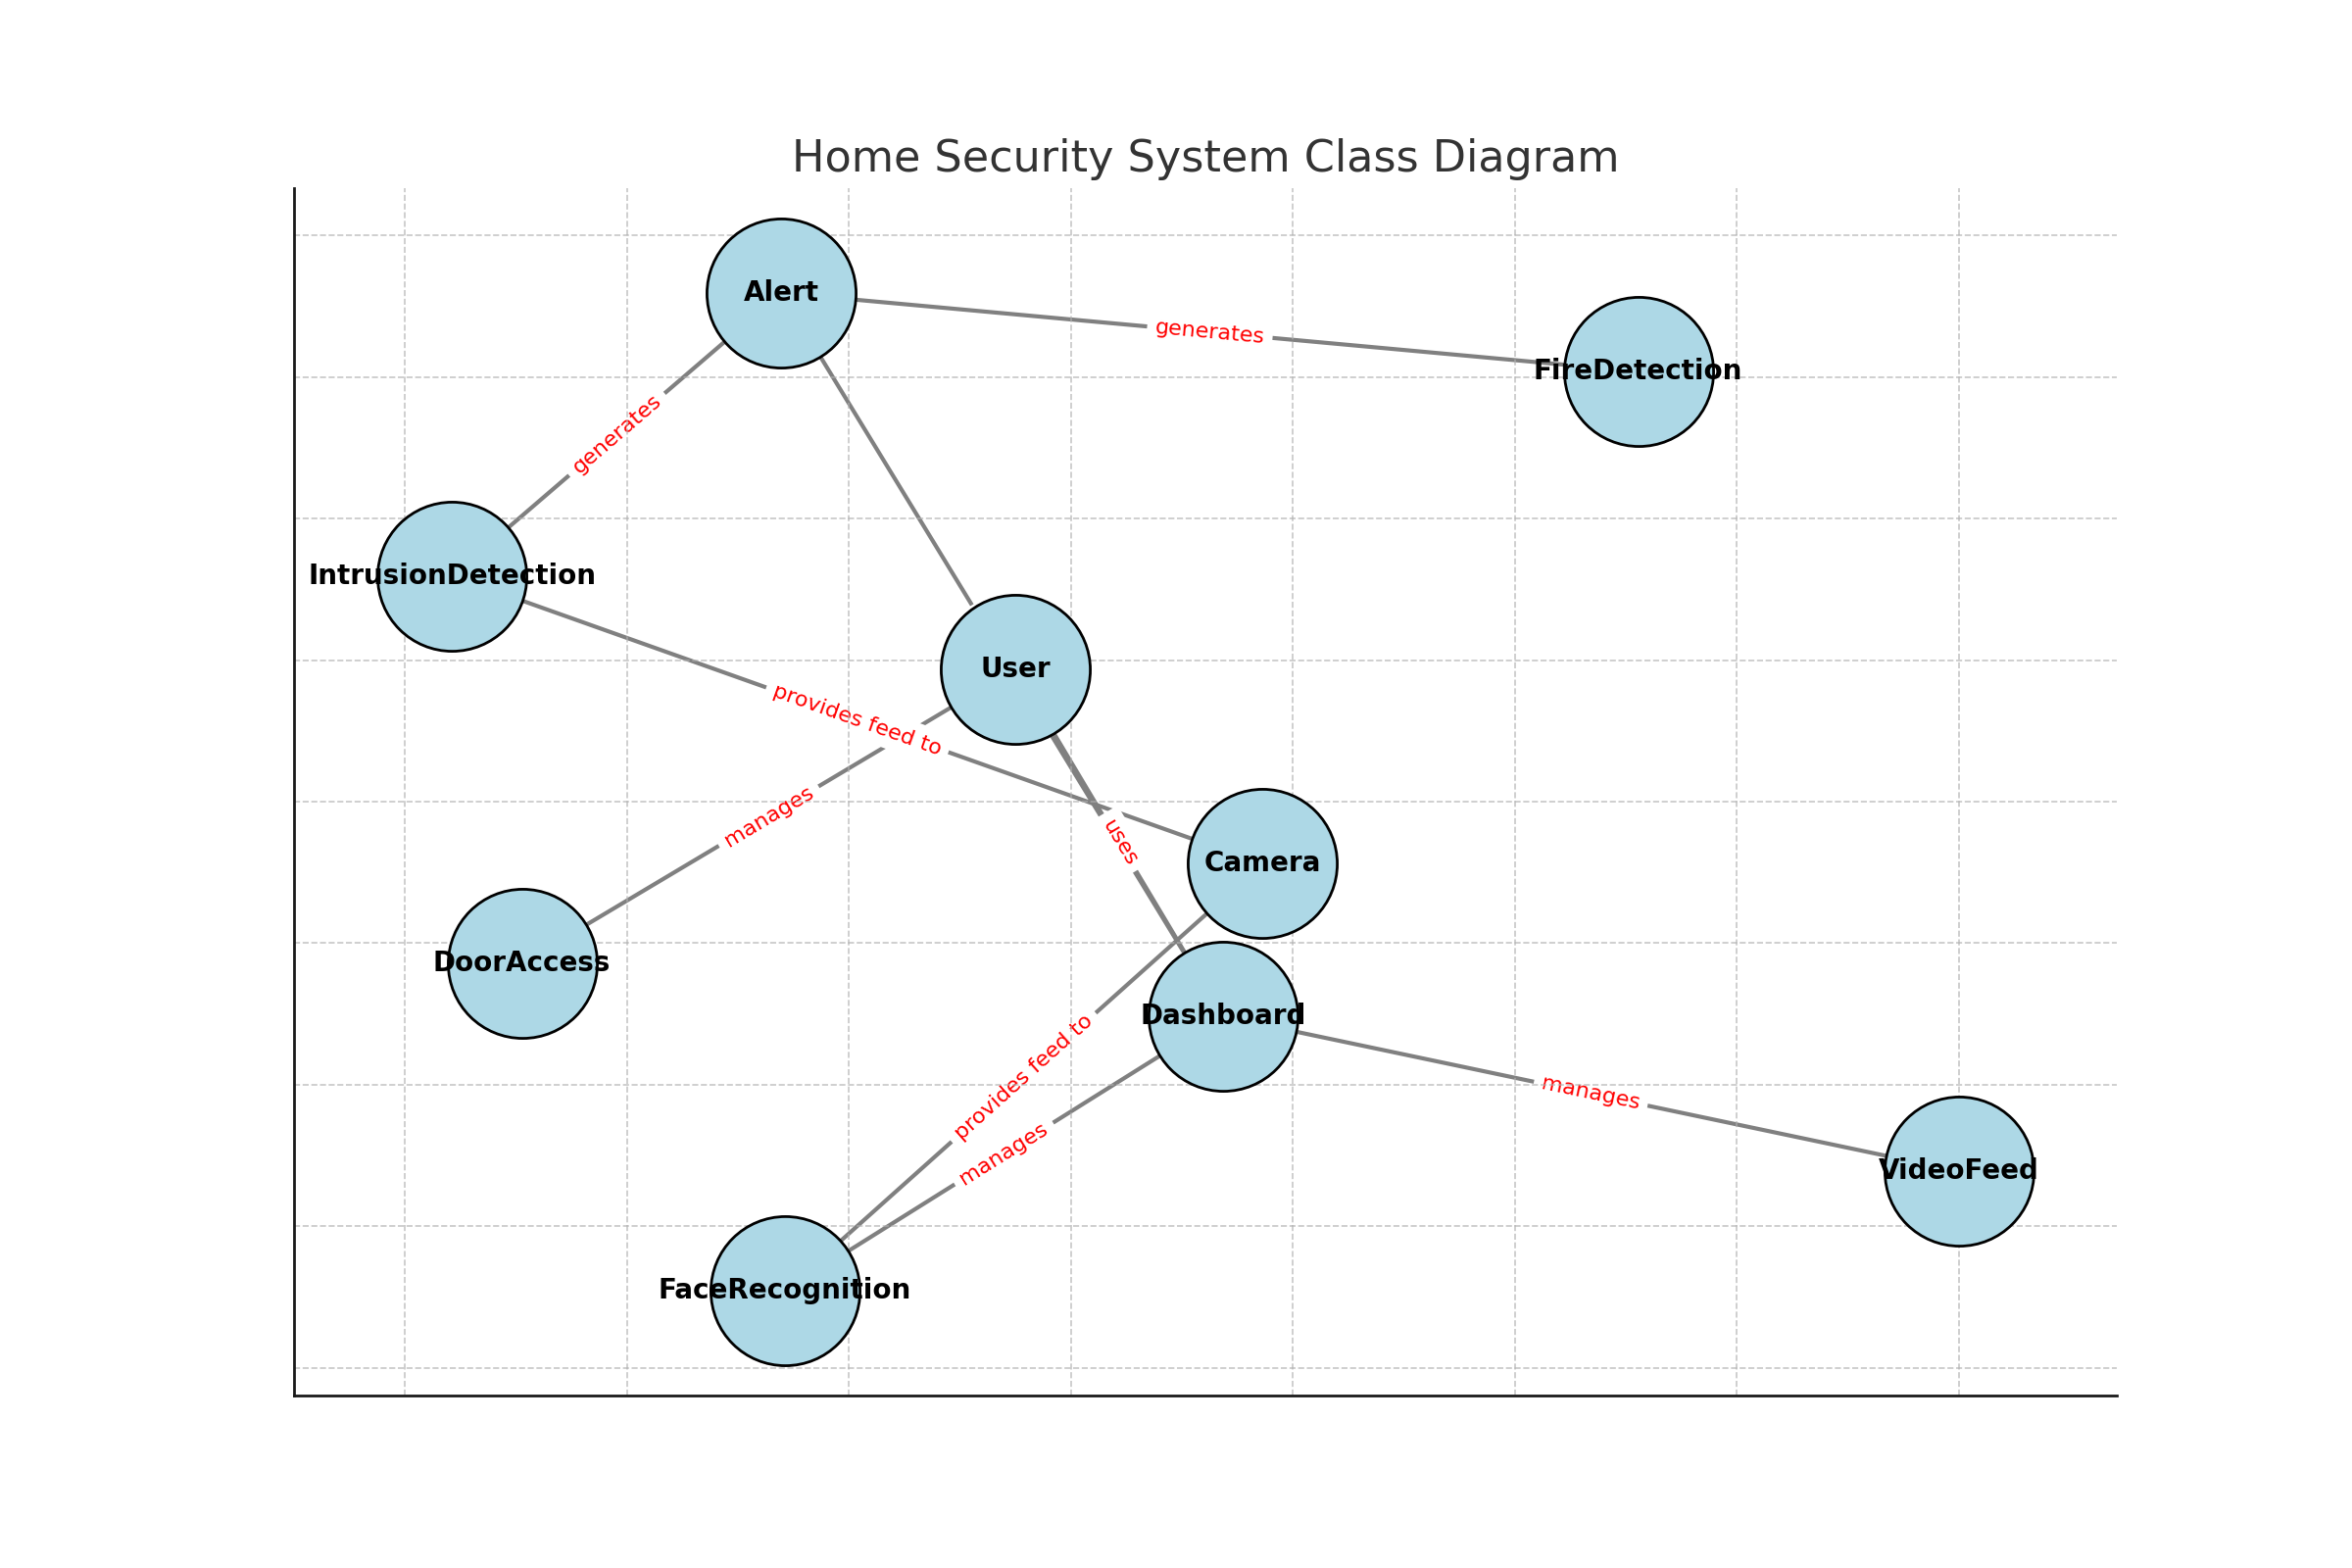 Home Security System Class Diagram
Alert
generates
FireDetection
generates
IntrusionDetection
User
provides feed to
manages
uses
Camera
DoorAccess
Dashboard
provides feed to
manages
manages
VideoFeed
FaceRecognition